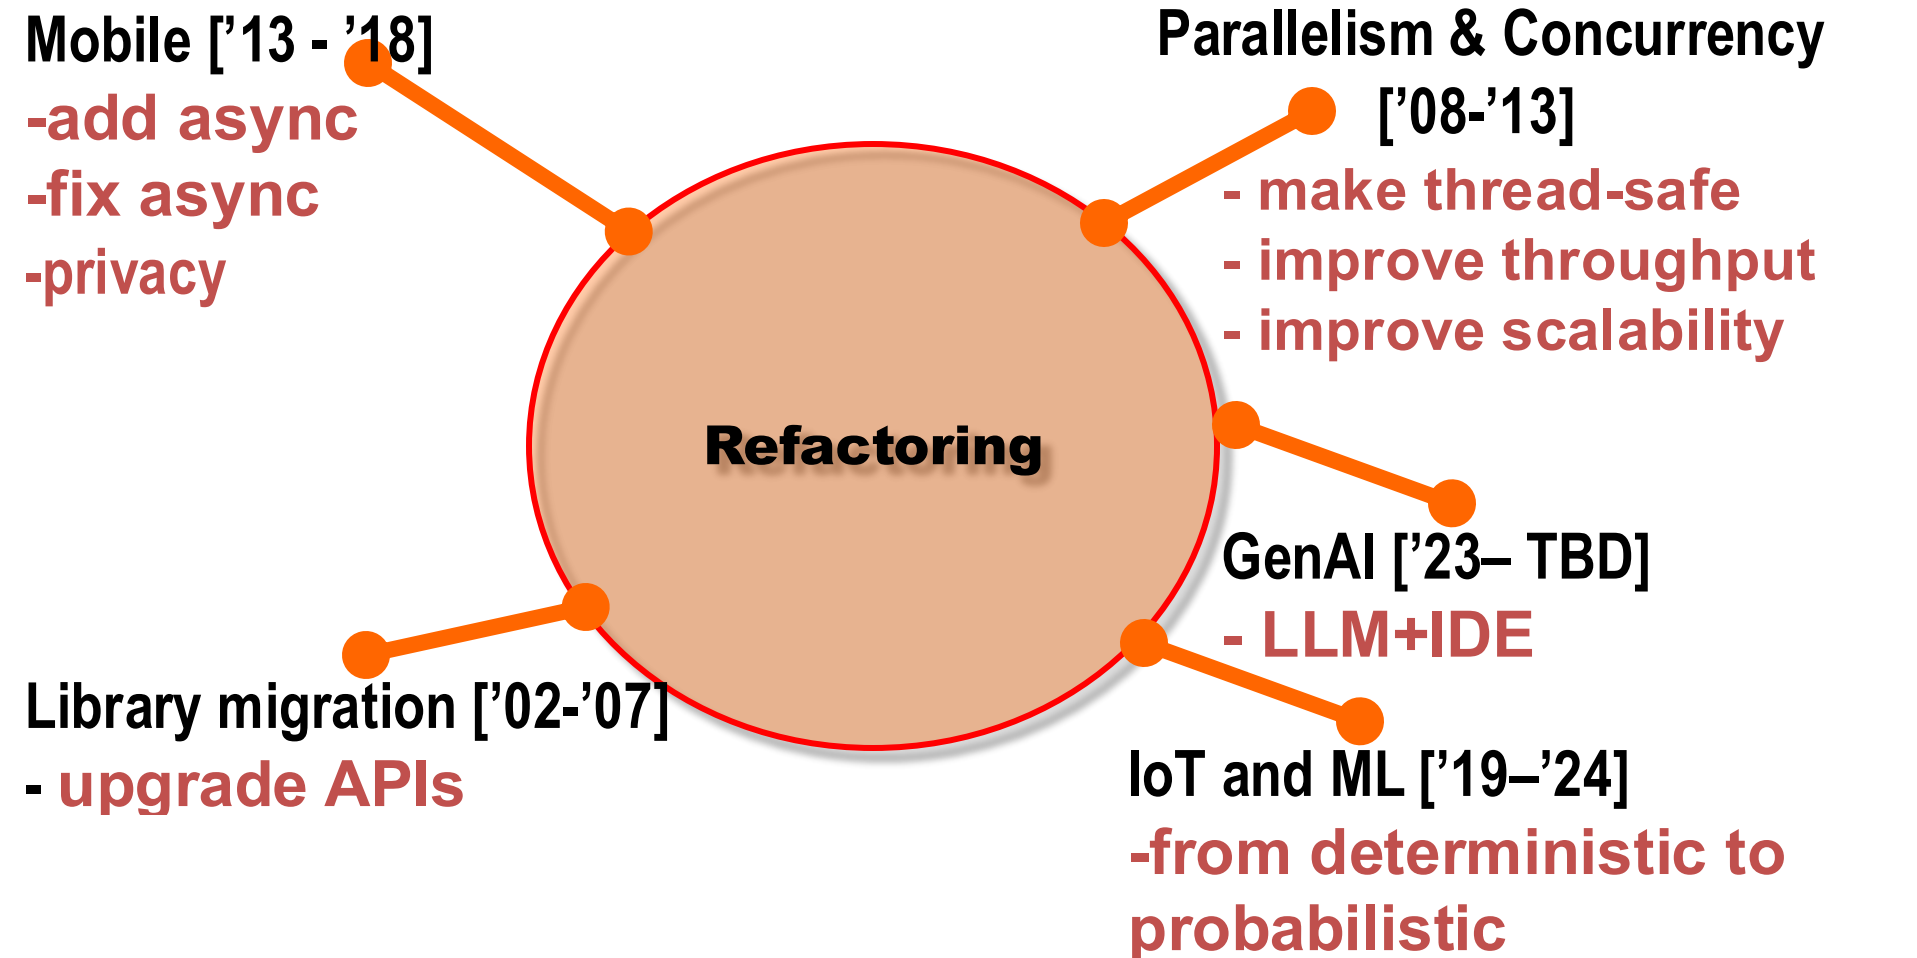 Mobile [’13 - ’18]
-add async
-fix async
-privacy
Parallelism & Concurrency
[’08-’13]
- make thread-safe
- improve throughput
- improve scalability
Refactoring
GenAI [’23– TBD]
- LLM+IDE
Library migration [’02-’07]
- upgrade APIs
IoT and ML [’19–’24]
-from deterministic to
probabilistic